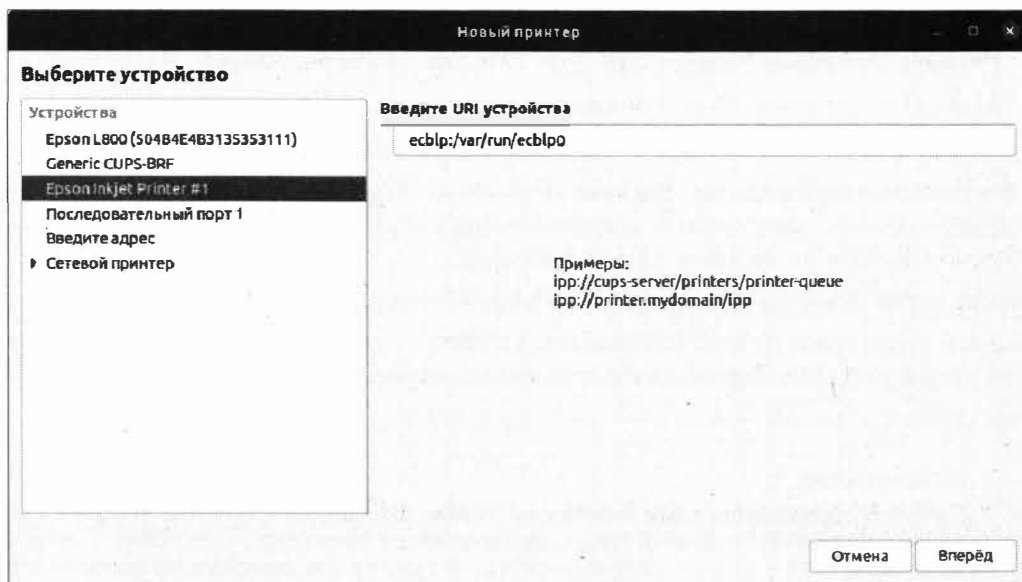 Новый принтер
Выберите устройство
Устройства
Epson L800 (504B4E4B3135353111)
Generic CUPS-BRF
Epson Inkjet Printer #1
Последовательный порт 1
Введите адрес
Сетевой принтер
Введите URI устройства
ecblp:/var/run/ecblp0
Примеры:
ipp://cups-server/printers/printer-queue
ipp://printer.mydomain/ipp
Отмена
Вперёд